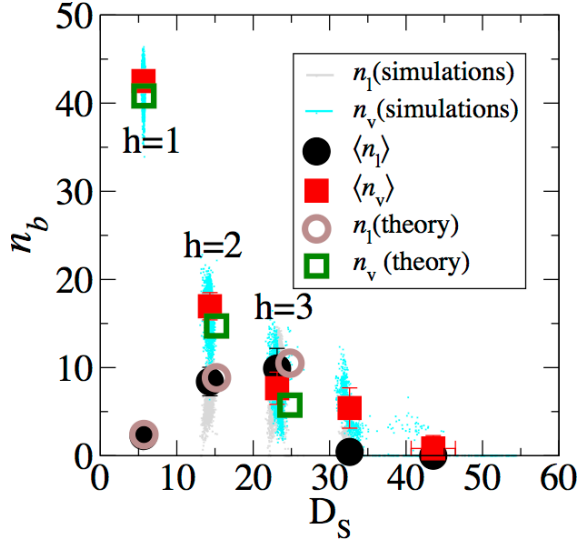 50
40
30
20
10
0
n_b
h=1
h=2
h=3
n_l(simulations)
n_v(simulations)
⟨n_l⟩
⟨n_v⟩
n_l(theory)
n_v (theory)
0 10 20 30 40 50 60
D_S